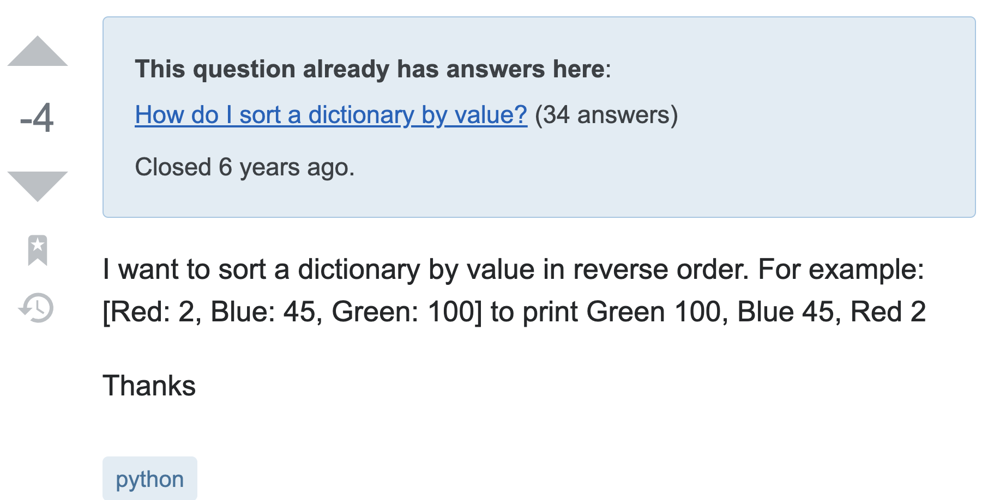 This question already has answers here:
-4
How do I sort a dictionary by value? (34 answers)
Closed 6 years ago.
I want to sort a dictionary by value in reverse order. For example:
[Red: 2, Blue: 45, Green: 100] to print Green 100, Blue 45, Red 2
Thanks
python